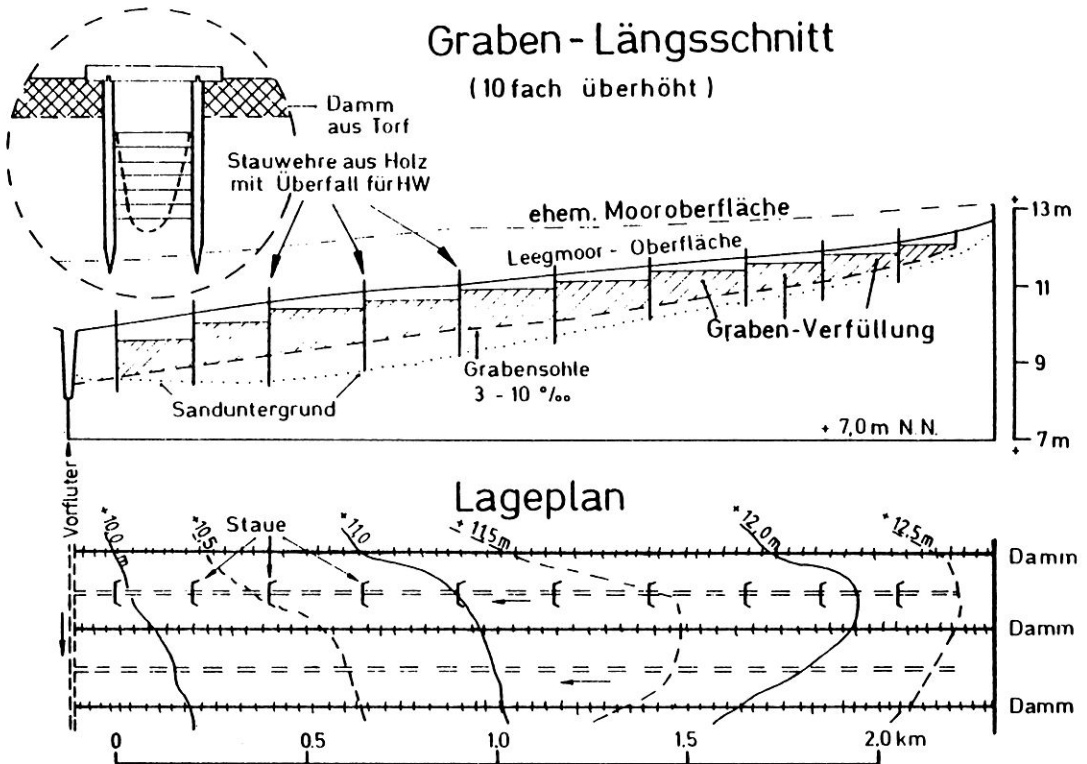 Graben-Längsschnitt
(10fach überhöht)
Damm
aus Torf
Stauwehre aus Holz
mit Überfall für HW
ehem. Mooroberfläche
Leegmoor - Oberfläche
13 m
11
9
7m
Graben-Verfüllung
Grabensohle
3 - 10 °/oo
Sanduntergrund
+ 7,0 m N.N.
Vorfluter
Lageplan
+10.0 m
+10,5
Staue
+11.0
+ 11,5 m
+ 12,0 m
+ 12,5 m
Damm
Damm
Damm
0
0.5
1.0
1.5
2.0 km